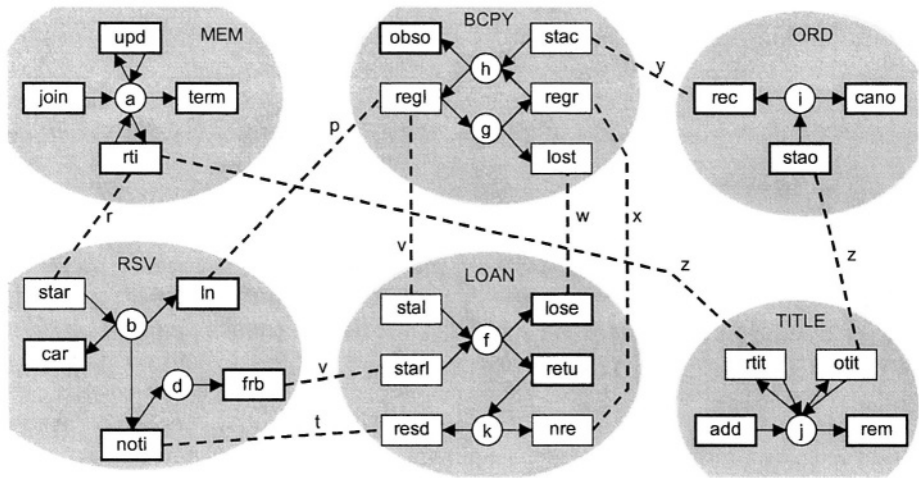 MEM
upd
join
a
term
rti
BCPY
obso
stac
h
regl
regr
g
lost
ORD
rec
i
cano
stao
y
p
r
v
w
x
z
z
RSV
star
ln
b
car
d
frb
noti
v
t
LOAN
stal
lose
f
starl
retu
resd
k
nre
TITLE
rtit
otit
add
j
rem